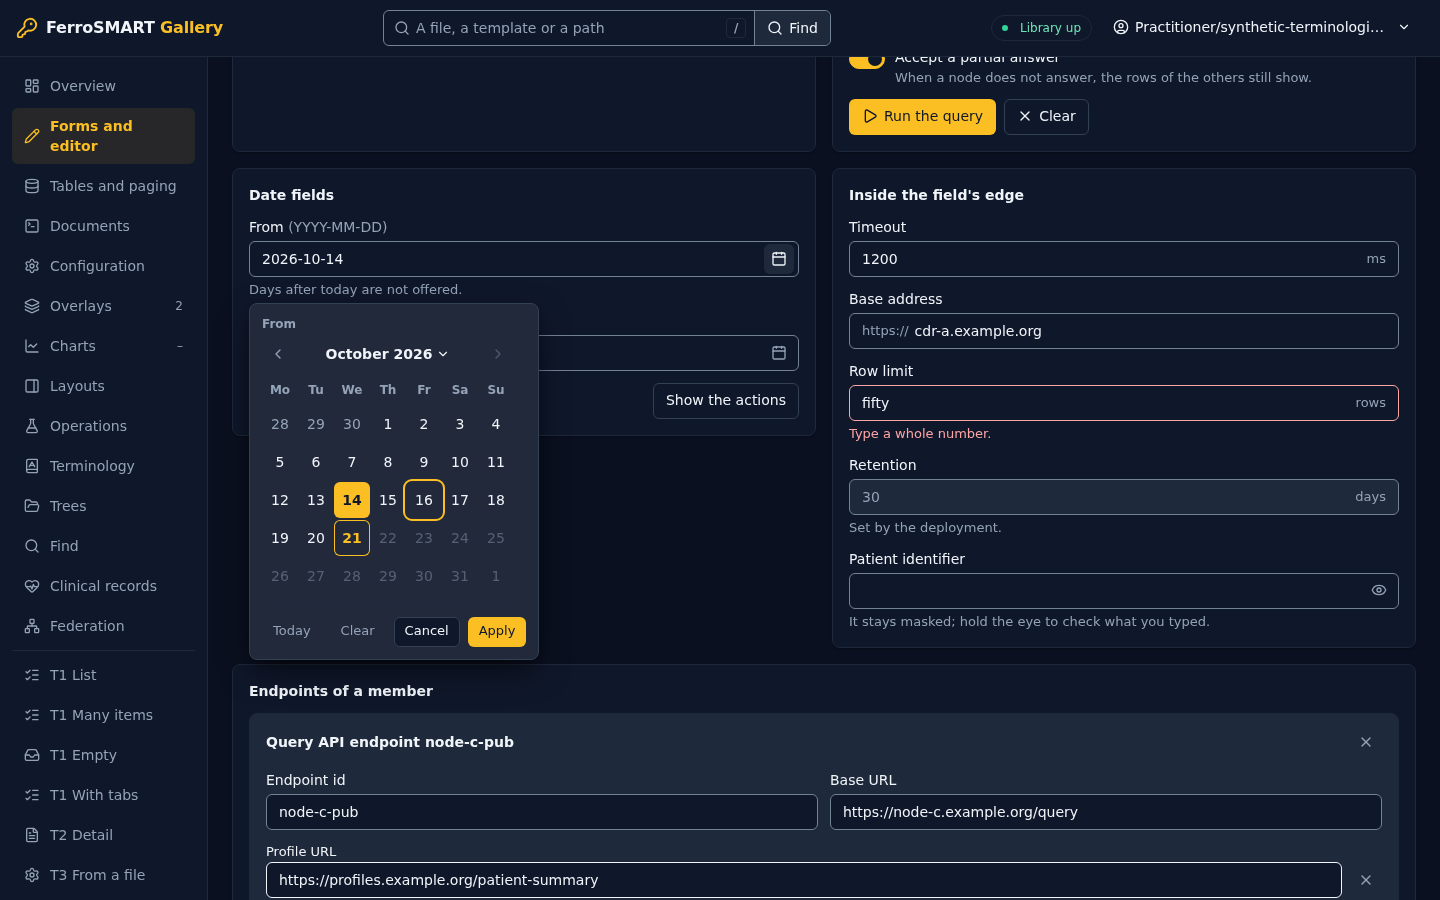 FerroSMART Gallery
A file, a template or a path
/
Find
Library up
Practitioner/synthetic-terminologi…
Overview
Forms and
editor
Tables and paging
Documents
Configuration
Overlays 2
Charts –
Layouts
Operations
Terminology
Trees
Find
Clinical records
Federation
T1 List
T1 Many items
T1 Empty
T1 With tabs
T2 Detail
T3 From a file
Accept a partial answer
When a node does not answer, the rows of the others still show.
Run the query
Clear
Date fields
From (YYYY-MM-DD)
2026-10-14
Days after today are not offered.
From
October 2026
Mo Tu We Th Fr Sa Su
28 29 30 1 2 3 4
5 6 7 8 9 10 11
12 13 14 15 16 17 18
19 20 21 22 23 24 25
26 27 28 29 30 31 1
Today Clear Cancel Apply
Show the actions
Inside the field's edge
Timeout
1200 ms
Base address
https:// cdr-a.example.org
Row limit
fifty rows
Type a whole number.
Retention
30 days
Set by the deployment.
Patient identifier
It stays masked; hold the eye to check what you typed.
Endpoints of a member
Query API endpoint node-c-pub
Endpoint id
node-c-pub
Base URL
https://node-c.example.org/query
Profile URL
https://profiles.example.org/patient-summary